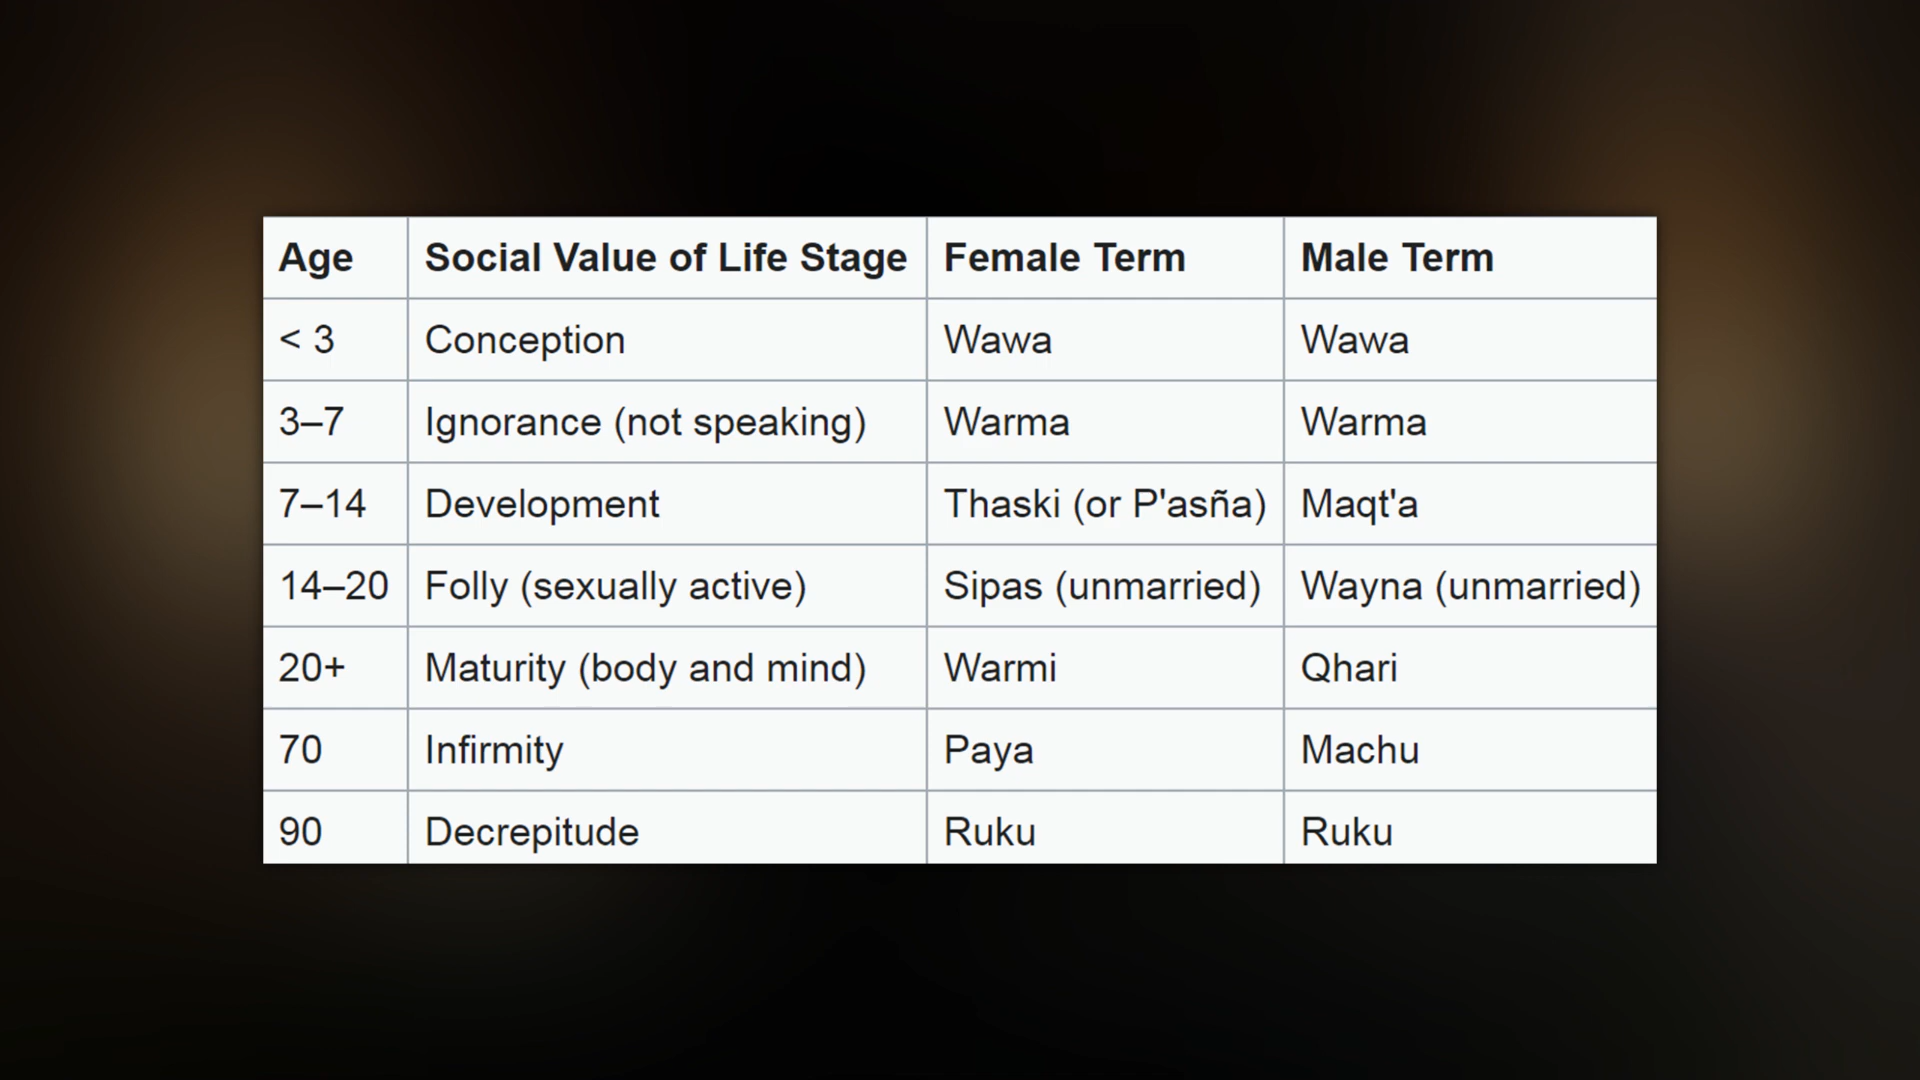 Age Social Value of Life Stage Female Term Male Term
< 3 Conception Wawa Wawa
3–7 Ignorance (not speaking) Warma Warma
7–14 Development Thaski (or P'asña) Maqt'a
14–20 Folly (sexually active) Sipas (unmarried) Wayna (unmarried)
20+ Maturity (body and mind) Warmi Qhari
70 Infirmity Paya Machu
90 Decrepitude Ruku Ruku